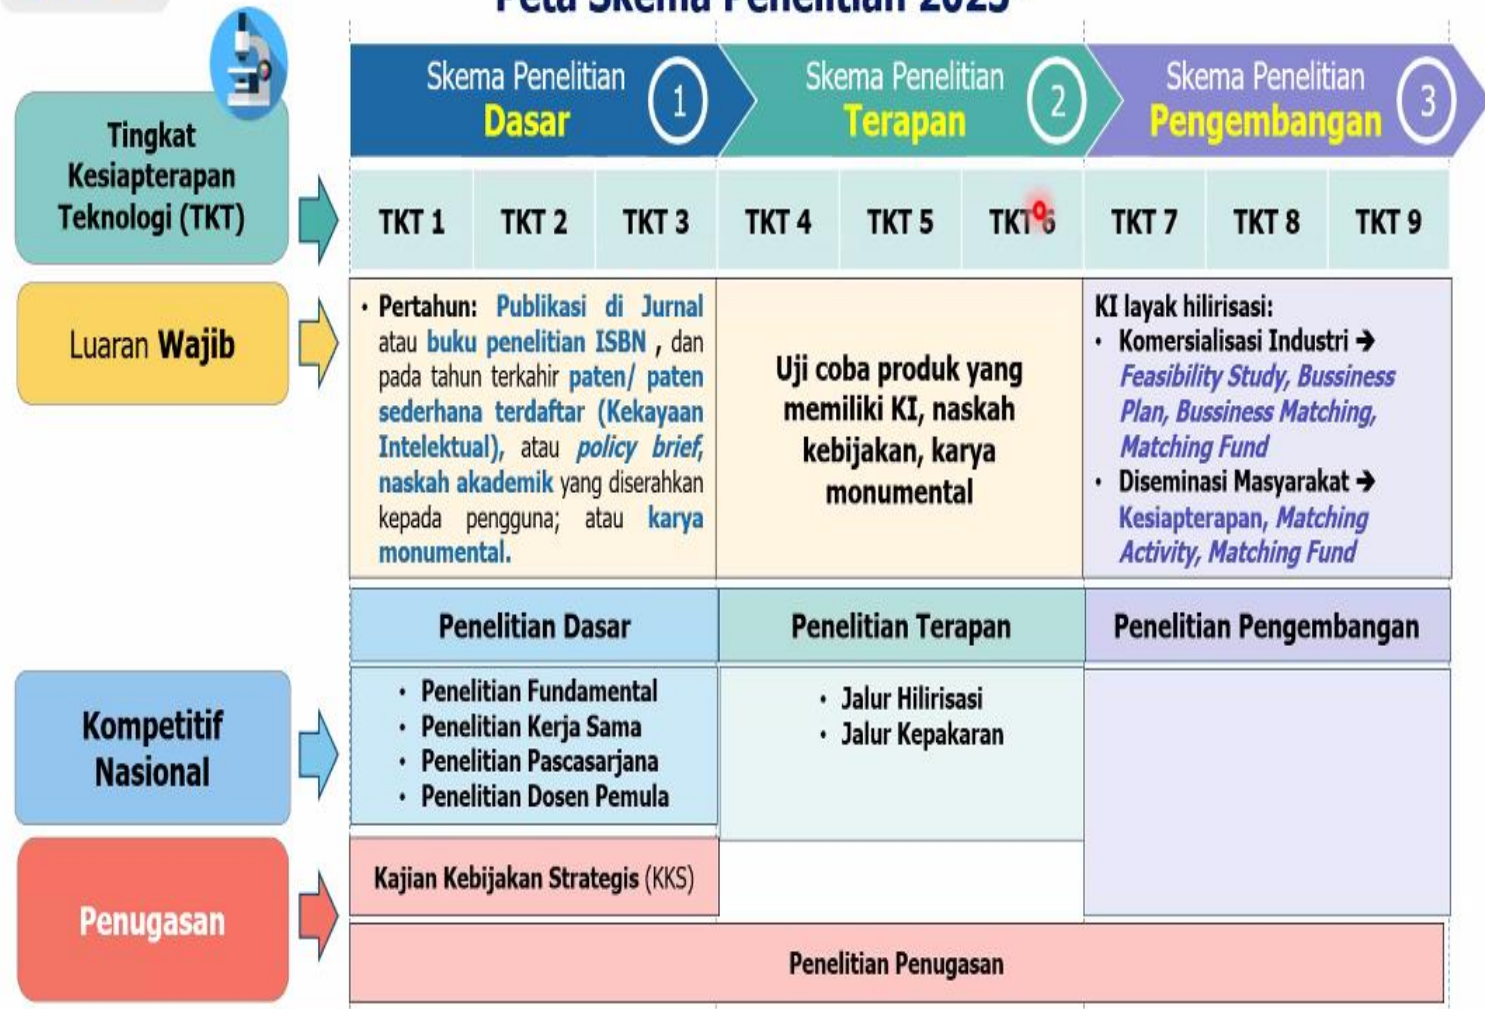 Peta Skema Penelitian 2025
Skema Penelitian
Dasar
1
Skema Penelitian
Terapan
2
Skema Penelitian
Pengembangan
3
Tingkat
Kesiapterapan
Teknologi (TKT)
TKT 1
TKT 2
TKT 3
TKT 4
TKT 5
TKT 6
TKT 7
TKT 8
TKT 9
Luaran Wajib
• Pertahun: Publikasi di Jurnal
atau buku penelitian ISBN , dan
pada tahun terkahir paten/ paten
sederhana terdaftar (Kekayaan
Intelektual), atau policy brief,
naskah akademik yang diserahkan
kepada pengguna; atau karya
monumental.
Uji coba produk yang
memiliki KI, naskah
kebijakan, karya
monumental
KI layak hilirisasi:
• Komersialisasi Industri →
Feasibility Study, Bussiness
Plan, Bussiness Matching,
Matching Fund
• Diseminasi Masyarakat →
Kesiapterapan, Matching
Activity, Matching Fund
Penelitian Dasar
Penelitian Terapan
Penelitian Pengembangan
Kompetitif
Nasional
• Penelitian Fundamental
• Penelitian Kerja Sama
• Penelitian Pascasarjana
• Penelitian Dosen Pemula
• Jalur Hilirisasi
• Jalur Kepakaran
Penugasan
Kajian Kebijakan Strategis (KKS)
Penelitian Penugasan